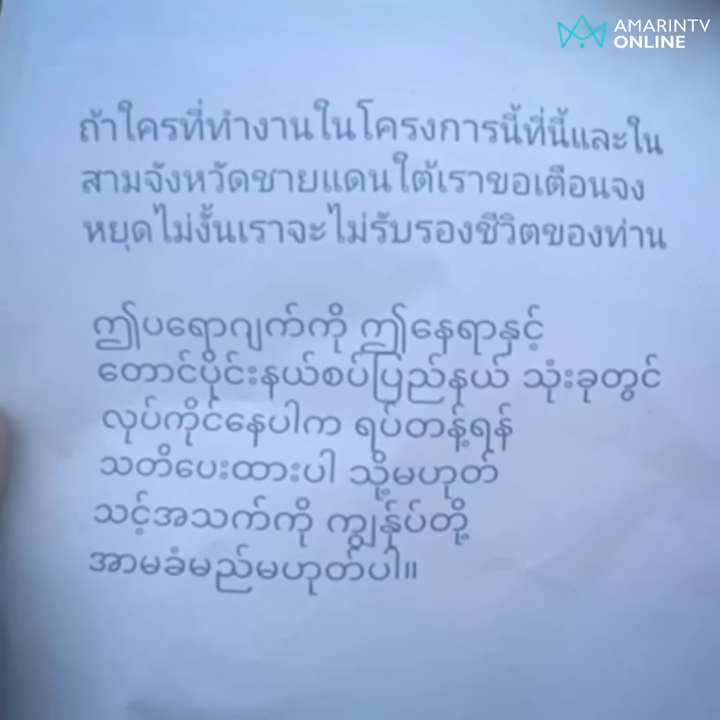 AMARINTV
ONLINE
ถ้าใครที่ทำงานในโครงการนี้ที่นี้และใน
สามจังหวัดชายแดนใต้เราขอเตือนจง
หยุดไม่งั้นเราจะไม่รับรองชีวิตของท่าน
ဤပရောဂျက်ကို ဤနေရာနှင့်
တောင်ပိုင်းနယ်စပ်ပြည်နယ် သုံးခုတွင်
လုပ်ကိုင်နေပါက ရပ်တန့်ရန်
သတိပေးထားပါ သို့မဟုတ်
သင့်အသက်ကို ကျွန်ုပ်တို့
အာမခံမည်မဟုတ်ပါ။